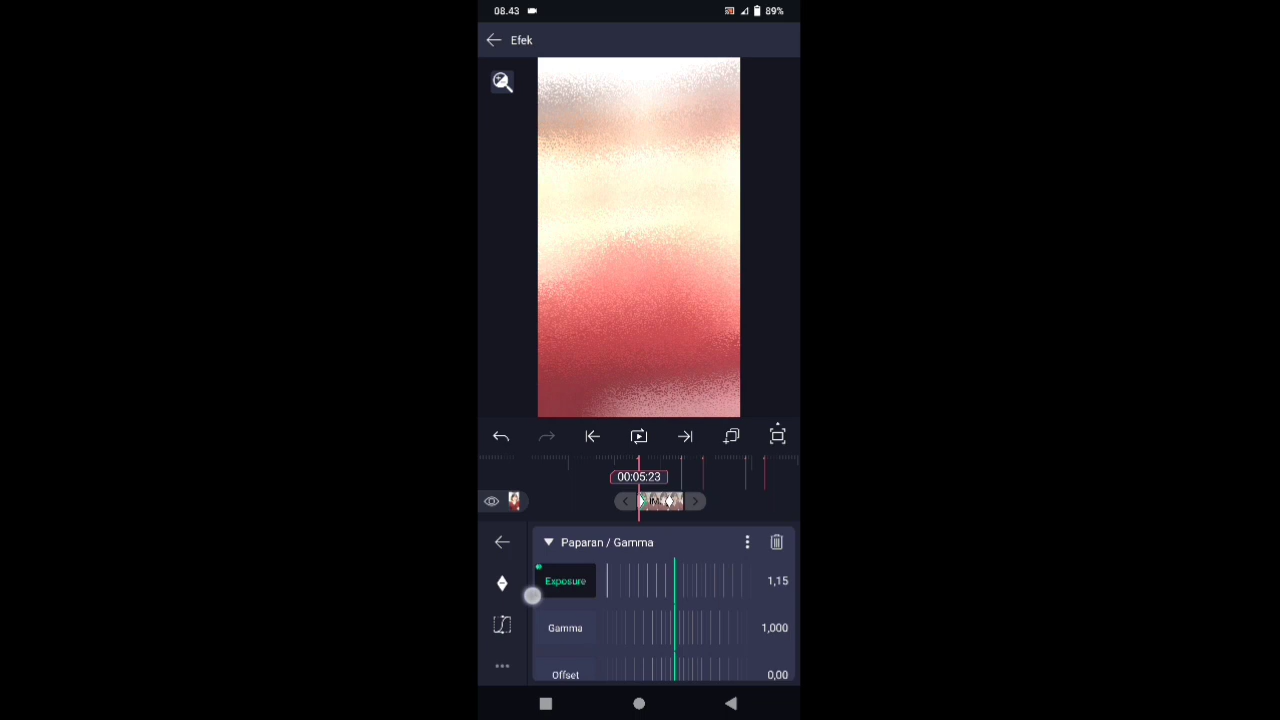 08.43
89%
Efek
00:05:23
Paparan / Gamma
Exposure
1,15
Gamma
1,000
Offset
0,00